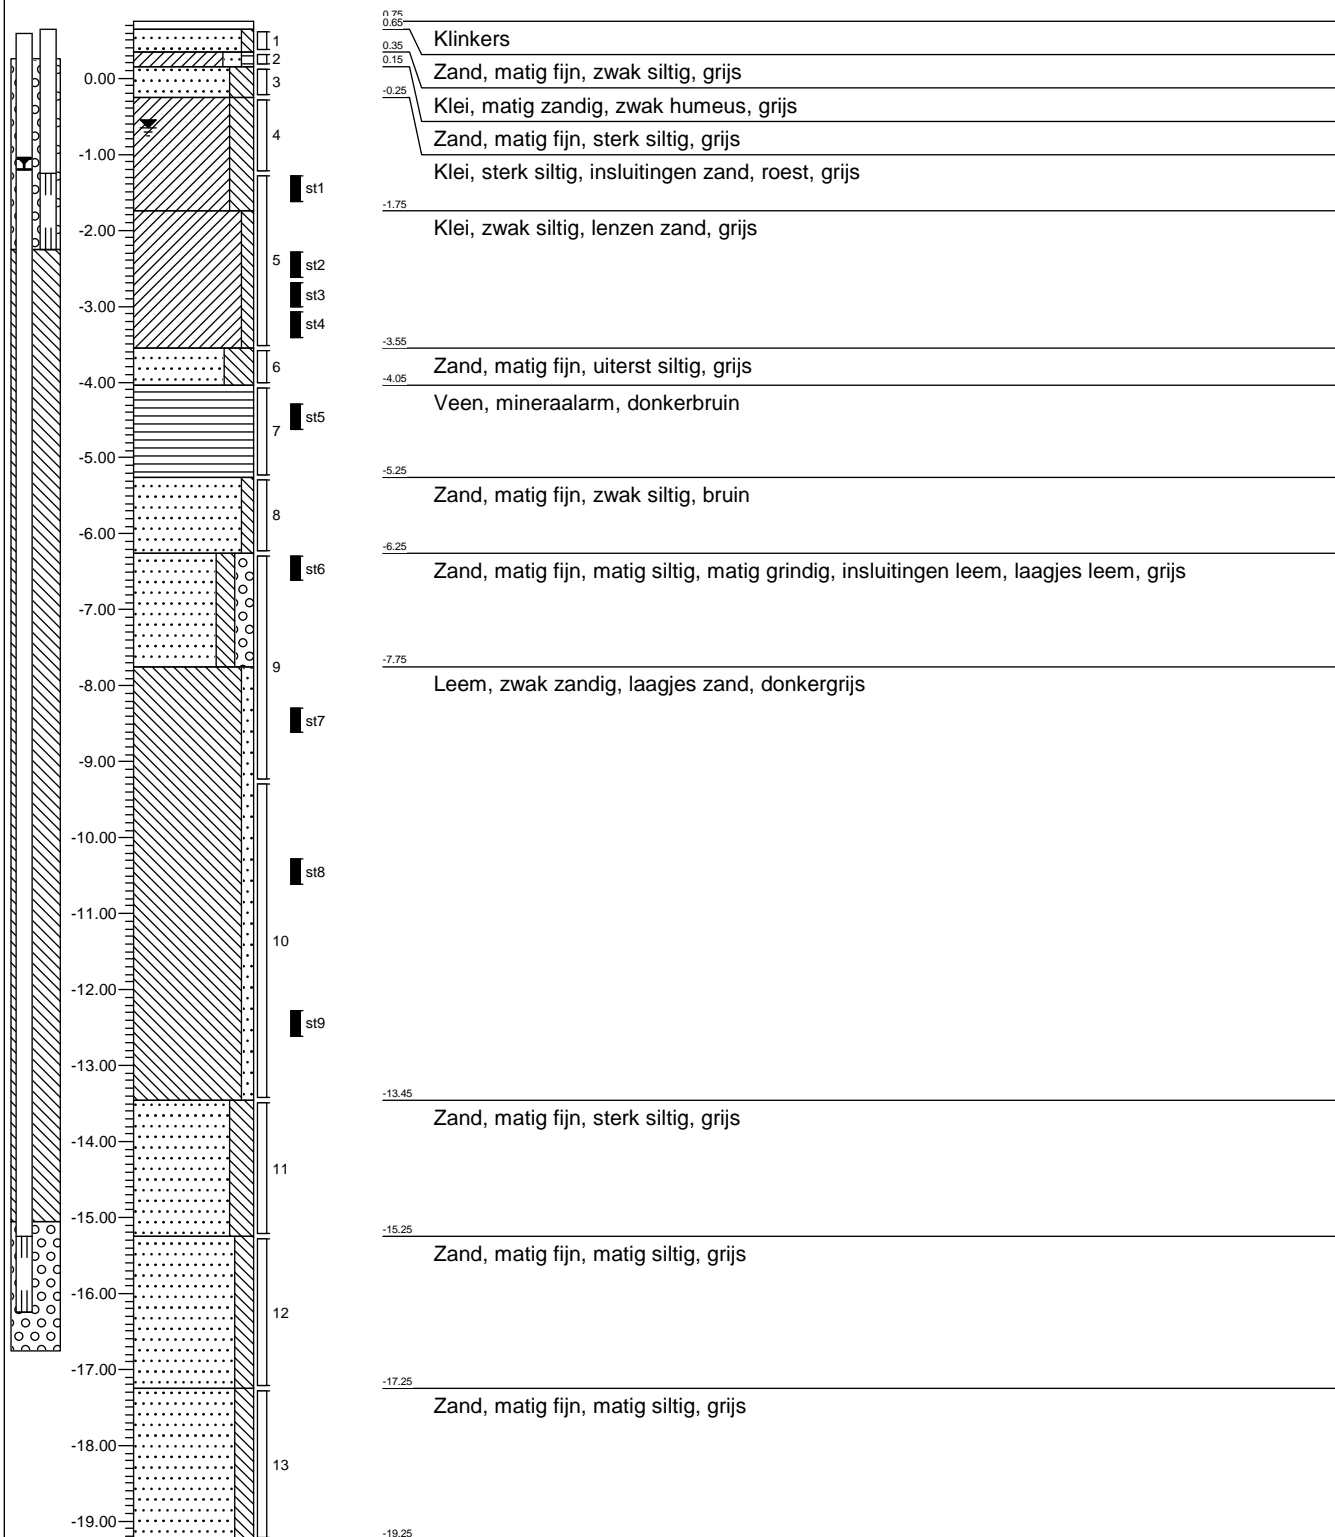 0.75
0.65
Klinkers
1
0.35
2
0.15
Zand, matig fijn, zwak siltig, grijs
0.00
3
-0.25
Klei, matig zandig, zwak humeus, grijs
4
Zand, matig fijn, sterk siltig, grijs
-1.00
Klei, sterk siltig, insluitingen zand, roest, grijs
st1
-1.75
-2.00
Klei, zwak siltig, lenzen zand, grijs
5
st2
st3
-3.00
st4
-3.55
6
Zand, matig fijn, uiterst siltig, grijs
-4.00
-4.05
Veen, mineraalarm, donkerbruin
st5
7
-5.00
-5.25
Zand, matig fijn, zwak siltig, bruin
8
-6.00
-6.25
st6
Zand, matig fijn, matig siltig, matig grindig, insluitingen leem, laagjes leem, grijs
-7.00
9
-7.75
-8.00
Leem, zwak zandig, laagjes zand, donkergrijs
st7
-9.00
-10.00
st8
-11.00
10
-12.00
st9
-13.00
-13.45
Zand, matig fijn, sterk siltig, grijs
-14.00
11
-15.00
-15.25
Zand, matig fijn, matig siltig, grijs
-16.00
12
-17.00
-17.25
Zand, matig fijn, matig siltig, grijs
-18.00
13
-19.00
-19.25